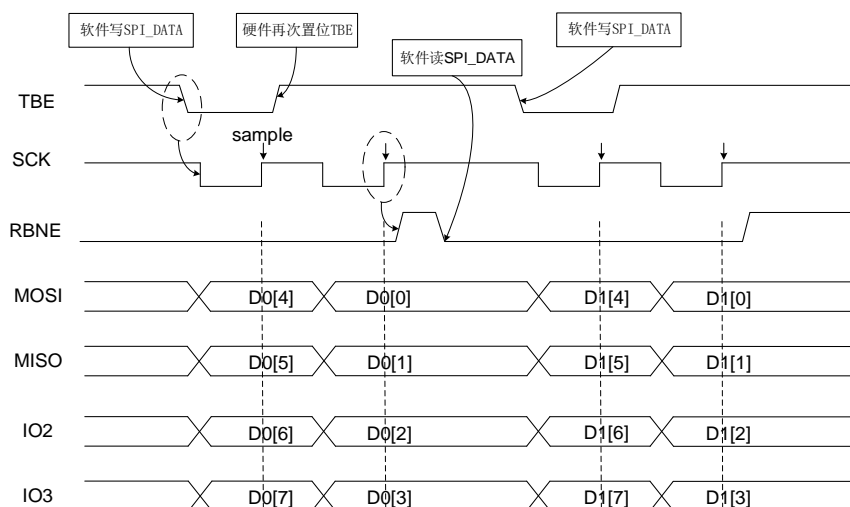 软件写SPI_DATA
硬件再次置位TBE
软件读SPI_DATA
软件写SPI_DATA
TBE
sample
SCK
RBNE
MOSI D0[4] D0[0] D1[4] D1[0]
MISO D0[5] D0[1] D1[5] D1[1]
IO2 D0[6] D0[2] D1[6] D1[2]
IO3 D0[7] D0[3] D1[7] D1[3]